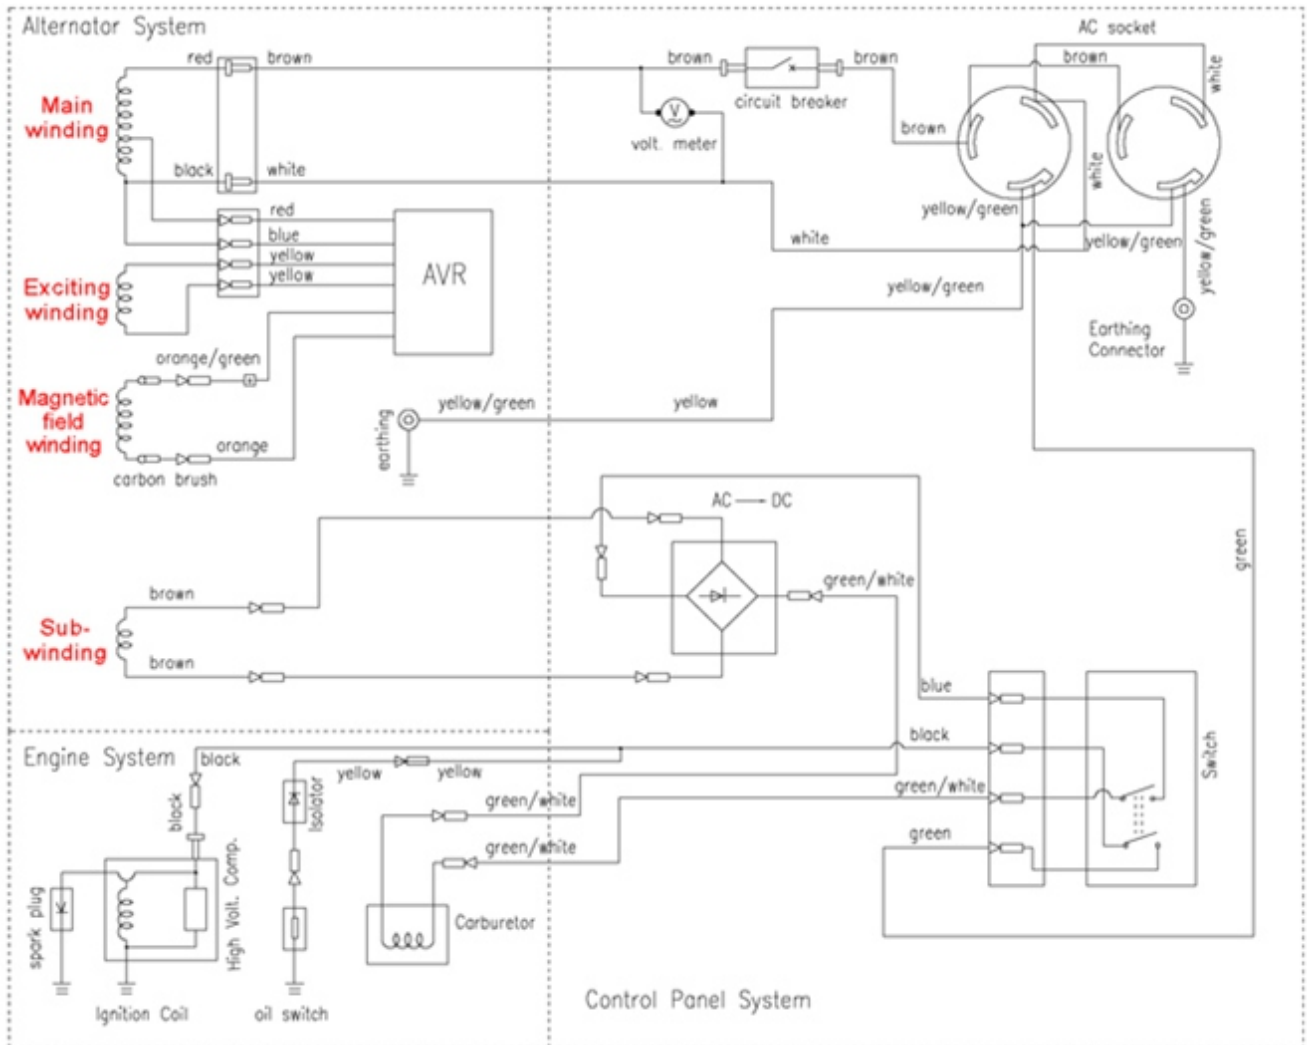 Alternator System
AC socket
red
brown
brown
brown
brown
white
Main
winding
circuit breaker
V
volt. meter
brown
black
white
white
red
yellow/green
blue
white
yellow/green
yellow
yellow
AVR
yellow/green
Exciting
winding
yellow/green
Earthing
Connector
orange/green
Magnetic
field
winding
yellow/green
yellow
earthing
orange
carbon brush
AC → DC
green
brown
green/white
Sub-
winding
brown
blue
Engine System
black
black
Switch
yellow
yellow
black
Isolator
green/white
green/white
green/white
green
High Volt. Comp.
spark plug
Carburetor
Ignition Coil
oil switch
Control Panel System